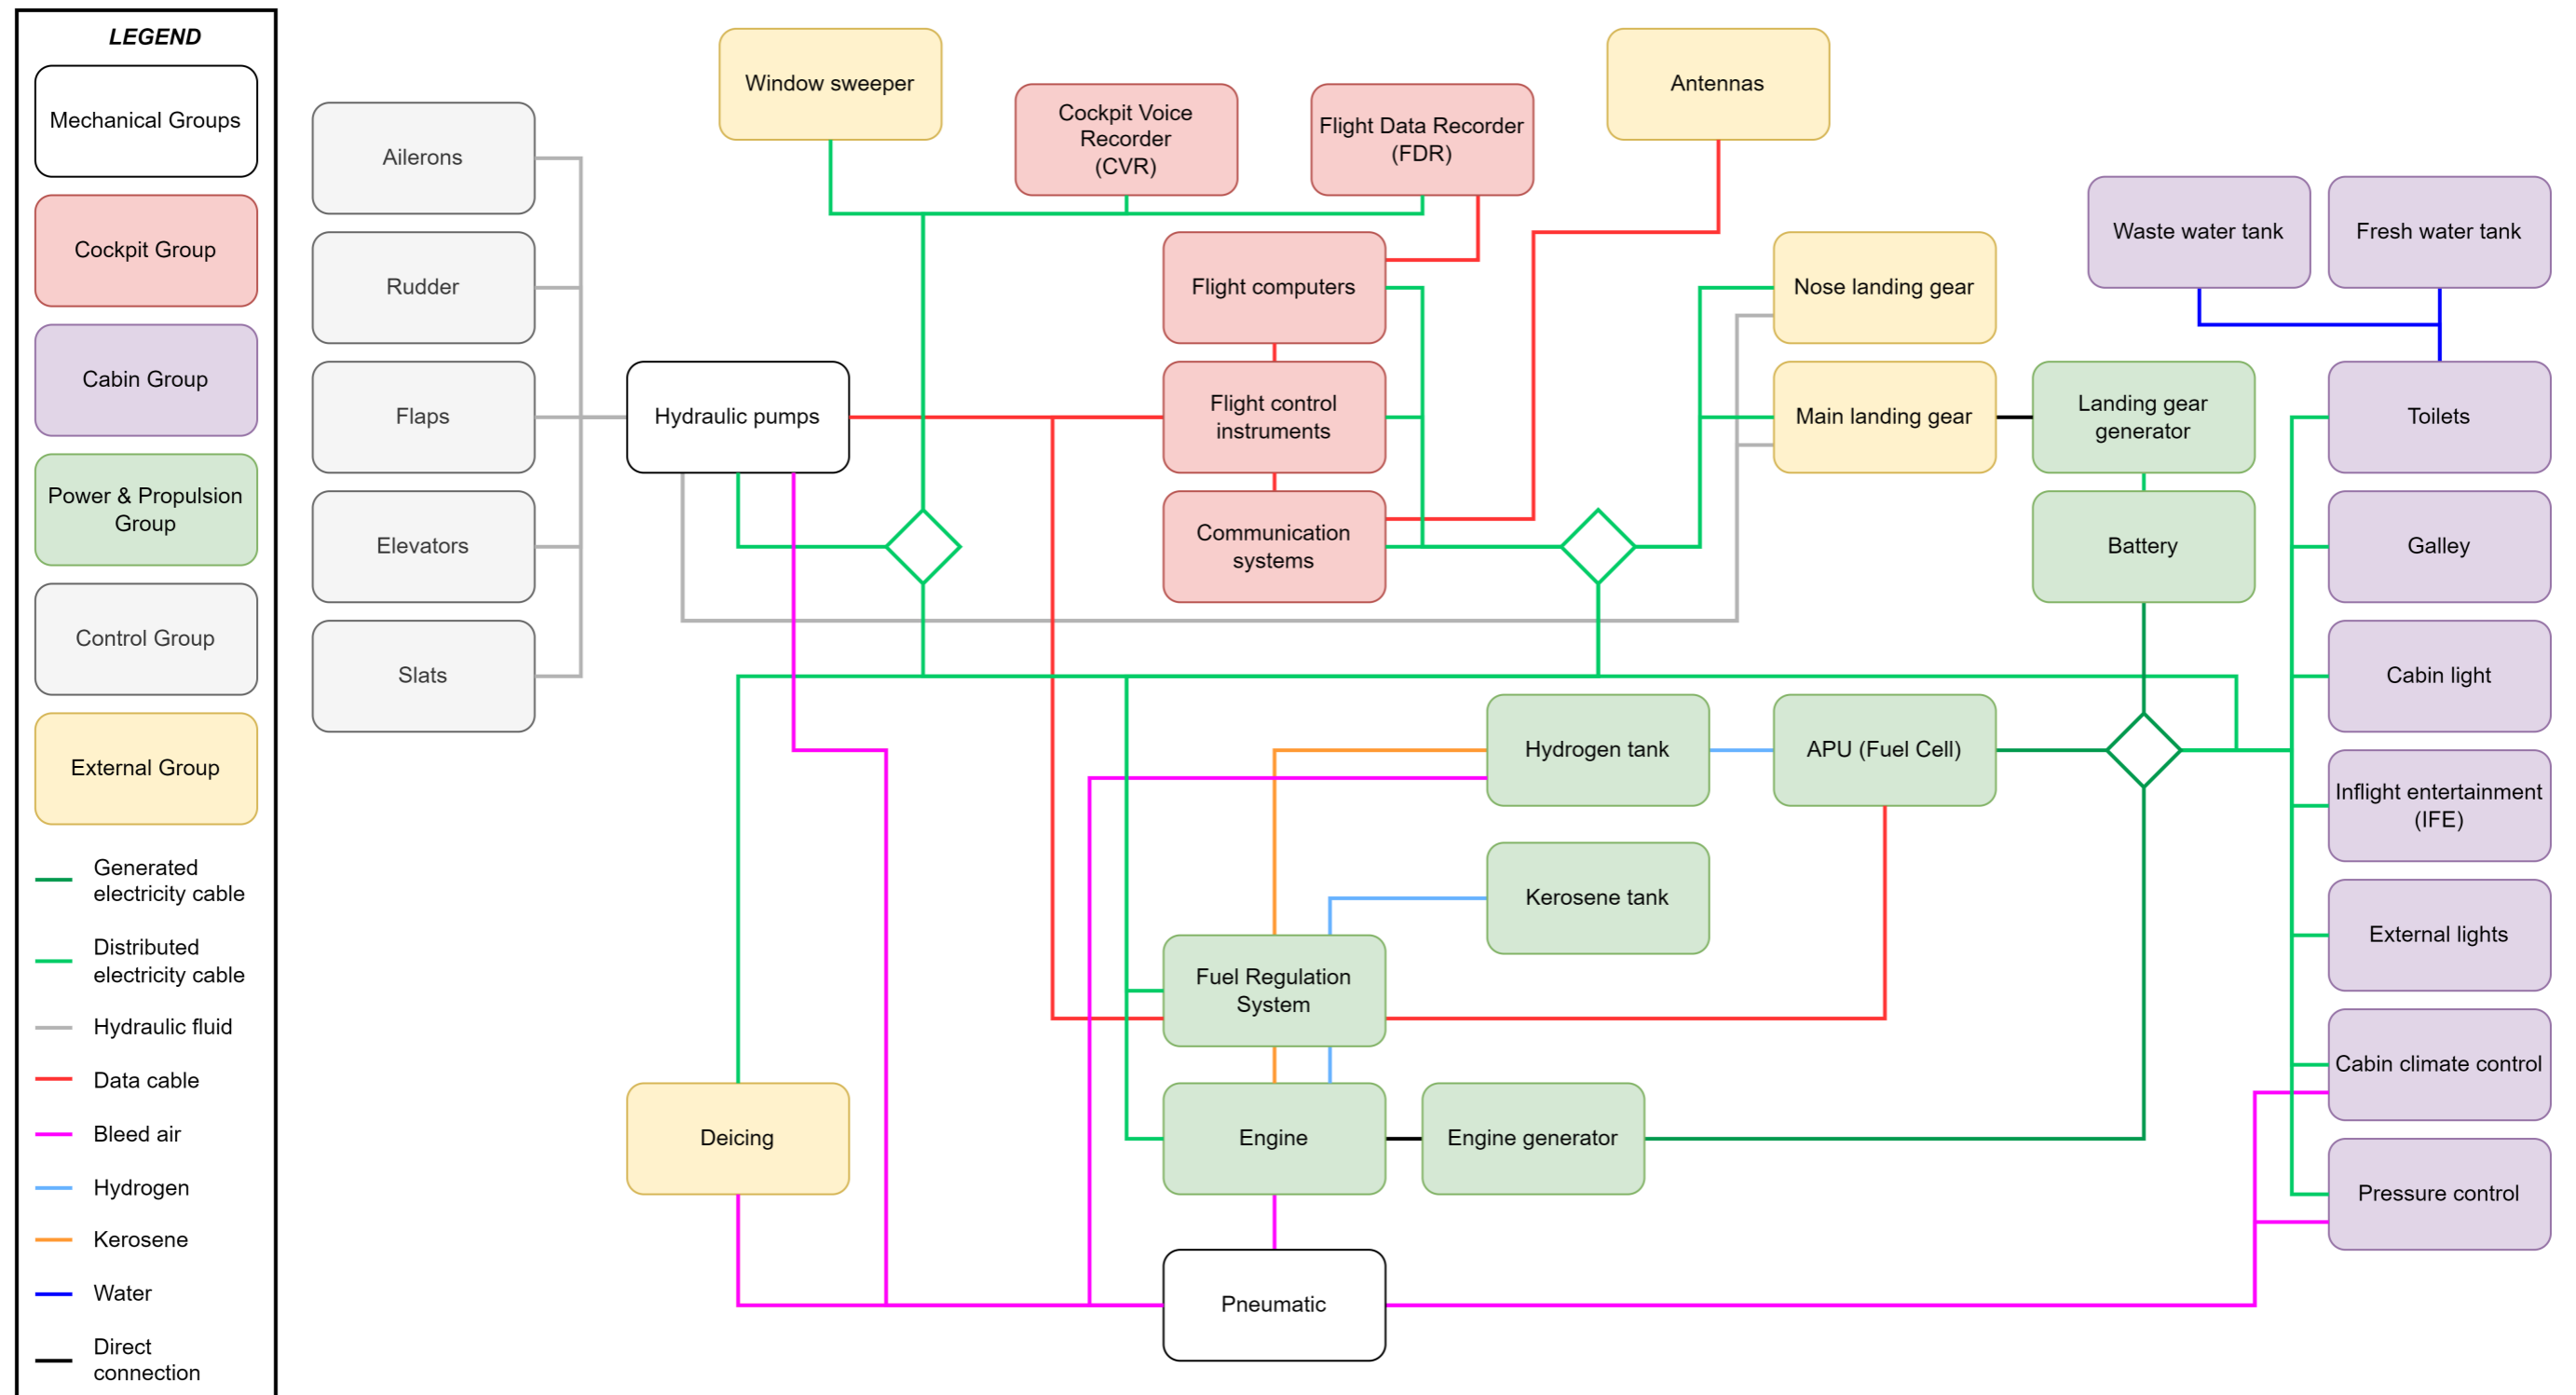 LEGEND
Mechanical Groups
Cockpit Group
Cabin Group
Power & Propulsion
Group
Control Group
External Group
Generated
electricity cable
Distributed
electricity cable
Hydraulic fluid
Data cable
Bleed air
Hydrogen
Kerosene
Water
Direct
connection
Ailerons
Rudder
Flaps
Elevators
Slats
Window sweeper
Cockpit Voice
Recorder
(CVR)
Flight Data Recorder
(FDR)
Antennas
Hydraulic pumps
Flight computers
Flight control
instruments
Communication
systems
Nose landing gear
Main landing gear
Landing gear
generator
Battery
Waste water tank
Fresh water tank
Toilets
Galley
Cabin light
Inflight entertainment
(IFE)
External lights
Cabin climate control
Pressure control
Hydrogen tank
APU (Fuel Cell)
Kerosene tank
Fuel Regulation
System
Deicing
Engine
Engine generator
Pneumatic